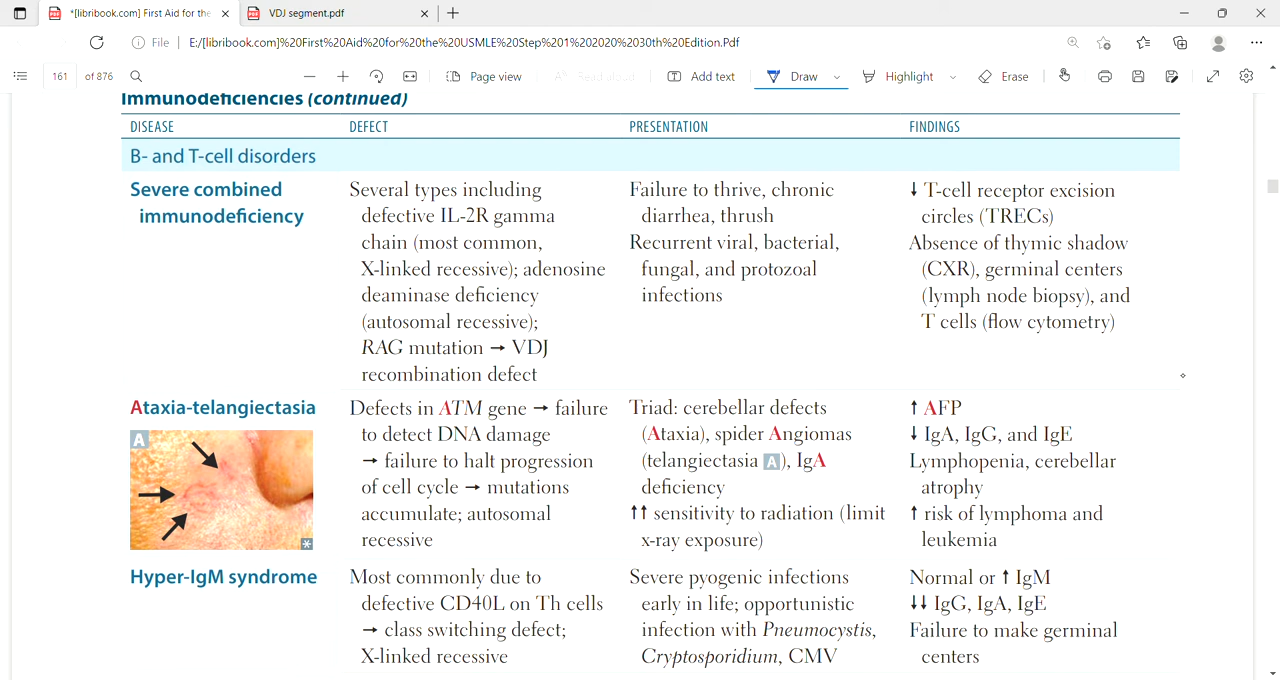 *[libribook.com] First Aid for the
VDJ segment.pdf
File
E:/[libribook.com]%20First%20Aid%20for%20the%20USMLE%20Step%201%202020%2030th%20Edition.Pdf
161 of 876
Page view
Read aloud
Add text
Draw
Highlight
Erase
Immunodeficiencies (continued)
DISEASE DEFECT PRESENTATION FINDINGS
B- and T-cell disorders
Severe combined
immunodeficiency
Several types including
defective IL-2R gamma
chain (most common,
X-linked recessive); adenosine
deaminase deficiency
(autosomal recessive);
RAG mutation → VDJ
recombination defect
Failure to thrive, chronic
diarrhea, thrush
Recurrent viral, bacterial,
fungal, and protozoal
infections
↓ T-cell receptor excision
circles (TRECs)
Absence of thymic shadow
(CXR), germinal centers
(lymph node biopsy), and
T cells (flow cytometry)
Ataxia-telangiectasia
A
Defects in ATM gene → failure
to detect DNA damage
→ failure to halt progression
of cell cycle → mutations
accumulate; autosomal
recessive
Triad: cerebellar defects
(Ataxia), spider Angiomas
(telangiectasia A), IgA
deficiency
↑↑ sensitivity to radiation (limit
x-ray exposure)
↑ AFP
↓ IgA, IgG, and IgE
Lymphopenia, cerebellar
atrophy
↑ risk of lymphoma and
leukemia
Hyper-IgM syndrome
Most commonly due to
defective CD40L on Th cells
→ class switching defect;
X-linked recessive
Severe pyogenic infections
early in life; opportunistic
infection with Pneumocystis,
Cryptosporidium, CMV
Normal or ↑ IgM
↓↓ IgG, IgA, IgE
Failure to make germinal
centers